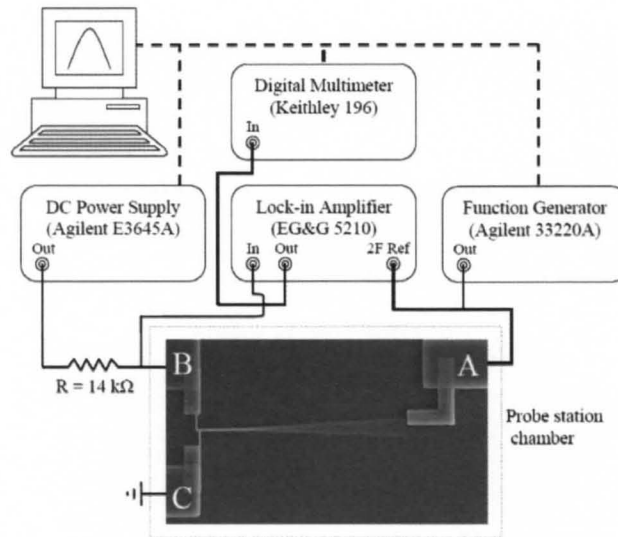 Digital Multimeter
(Keithley 196)
In
DC Power Supply
(Agilent E3645A)
Out
Lock-in Amplifier
(EG&G 5210)
In
Out
2F Ref
Function Generator
(Agilent 33220A)
Out
R = 14 kΩ
B
A
C
Probe station
chamber